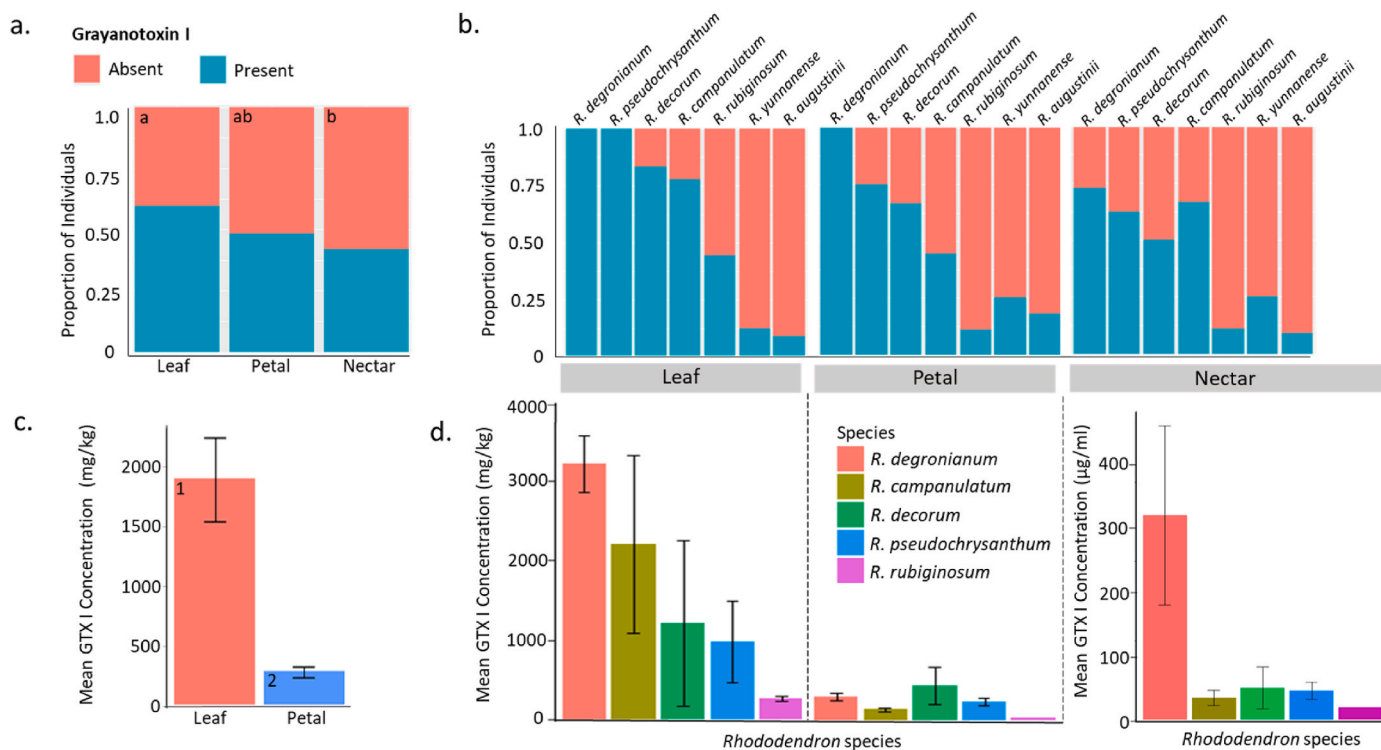 a.
Grayanotoxin I
Absent
Present
Proportion of Individuals
1.0
0.75
0.50
0.25
0
a
ab
b
Leaf
Petal
Nectar
b.
R. degronianum
R. pseudochrysanthum
R. decorum
R. campanulatum
R. rubiginosum
R. yunnanense
R. augustinii
R. degronianum
R. pseudochrysanthum
R. decorum
R. campanulatum
R. rubiginosum
R. yunnanense
R. augustinii
R. degronianum
R. pseudochrysanthum
R. decorum
R. campanulatum
R. rubiginosum
R. yunnanense
R. augustinii
Proportion of Individuals
1.0
0.75
0.50
0.25
0
Leaf
Petal
Nectar
c.
Mean GTX I Concentration (mg/kg)
2000
1500
1000
500
0
1
2
Leaf
Petal
d.
Mean GTX I Concentration (mg/kg)
4000
3000
2000
1000
0
Species
R. degronianum
R. campanulatum
R. decorum
R. pseudochrysanthum
R. rubiginosum
Rhododendron species
Mean GTX I Concentration (µg/ml)
400
300
200
100
0
Rhododendron species